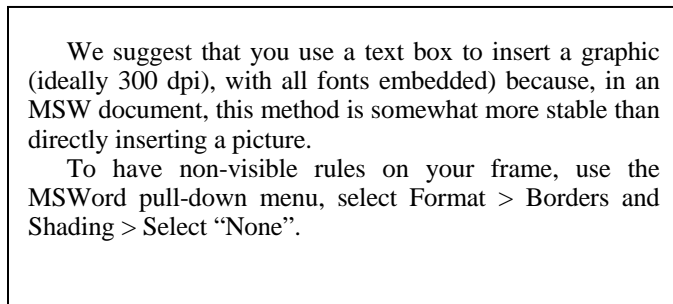 We suggest that you use a text box to insert a graphic
(ideally 300 dpi), with all fonts embedded) because, in an
MSW document, this method is somewhat more stable than
directly inserting a picture.
To have non-visible rules on your frame, use the
MSWord pull-down menu, select Format > Borders and
Shading > Select “None”.